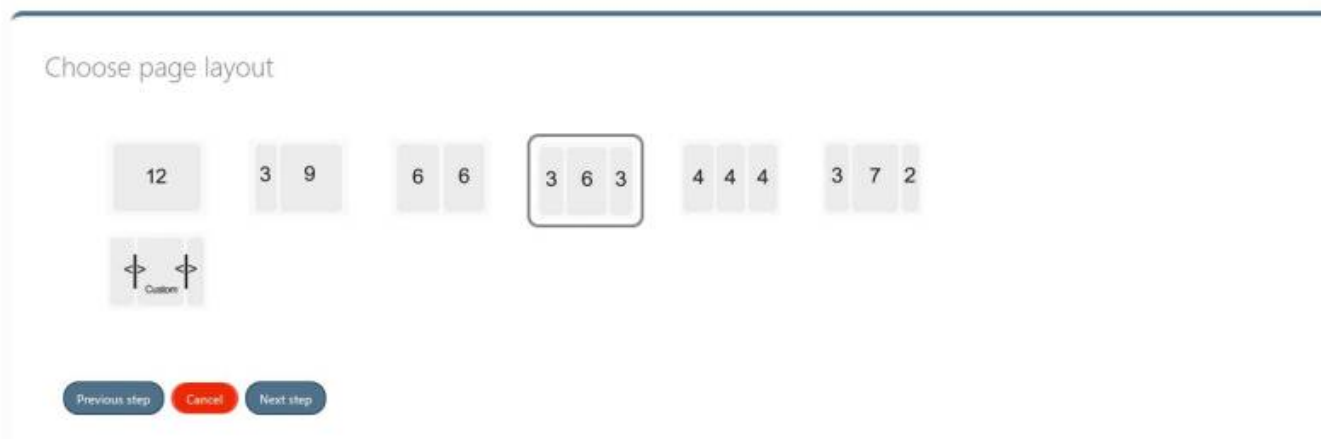 Choose page layout
12 3 9 6 6 3 6 3 4 4 4 3 7 2
<> <>
Custom
Previous step Cancel Next step